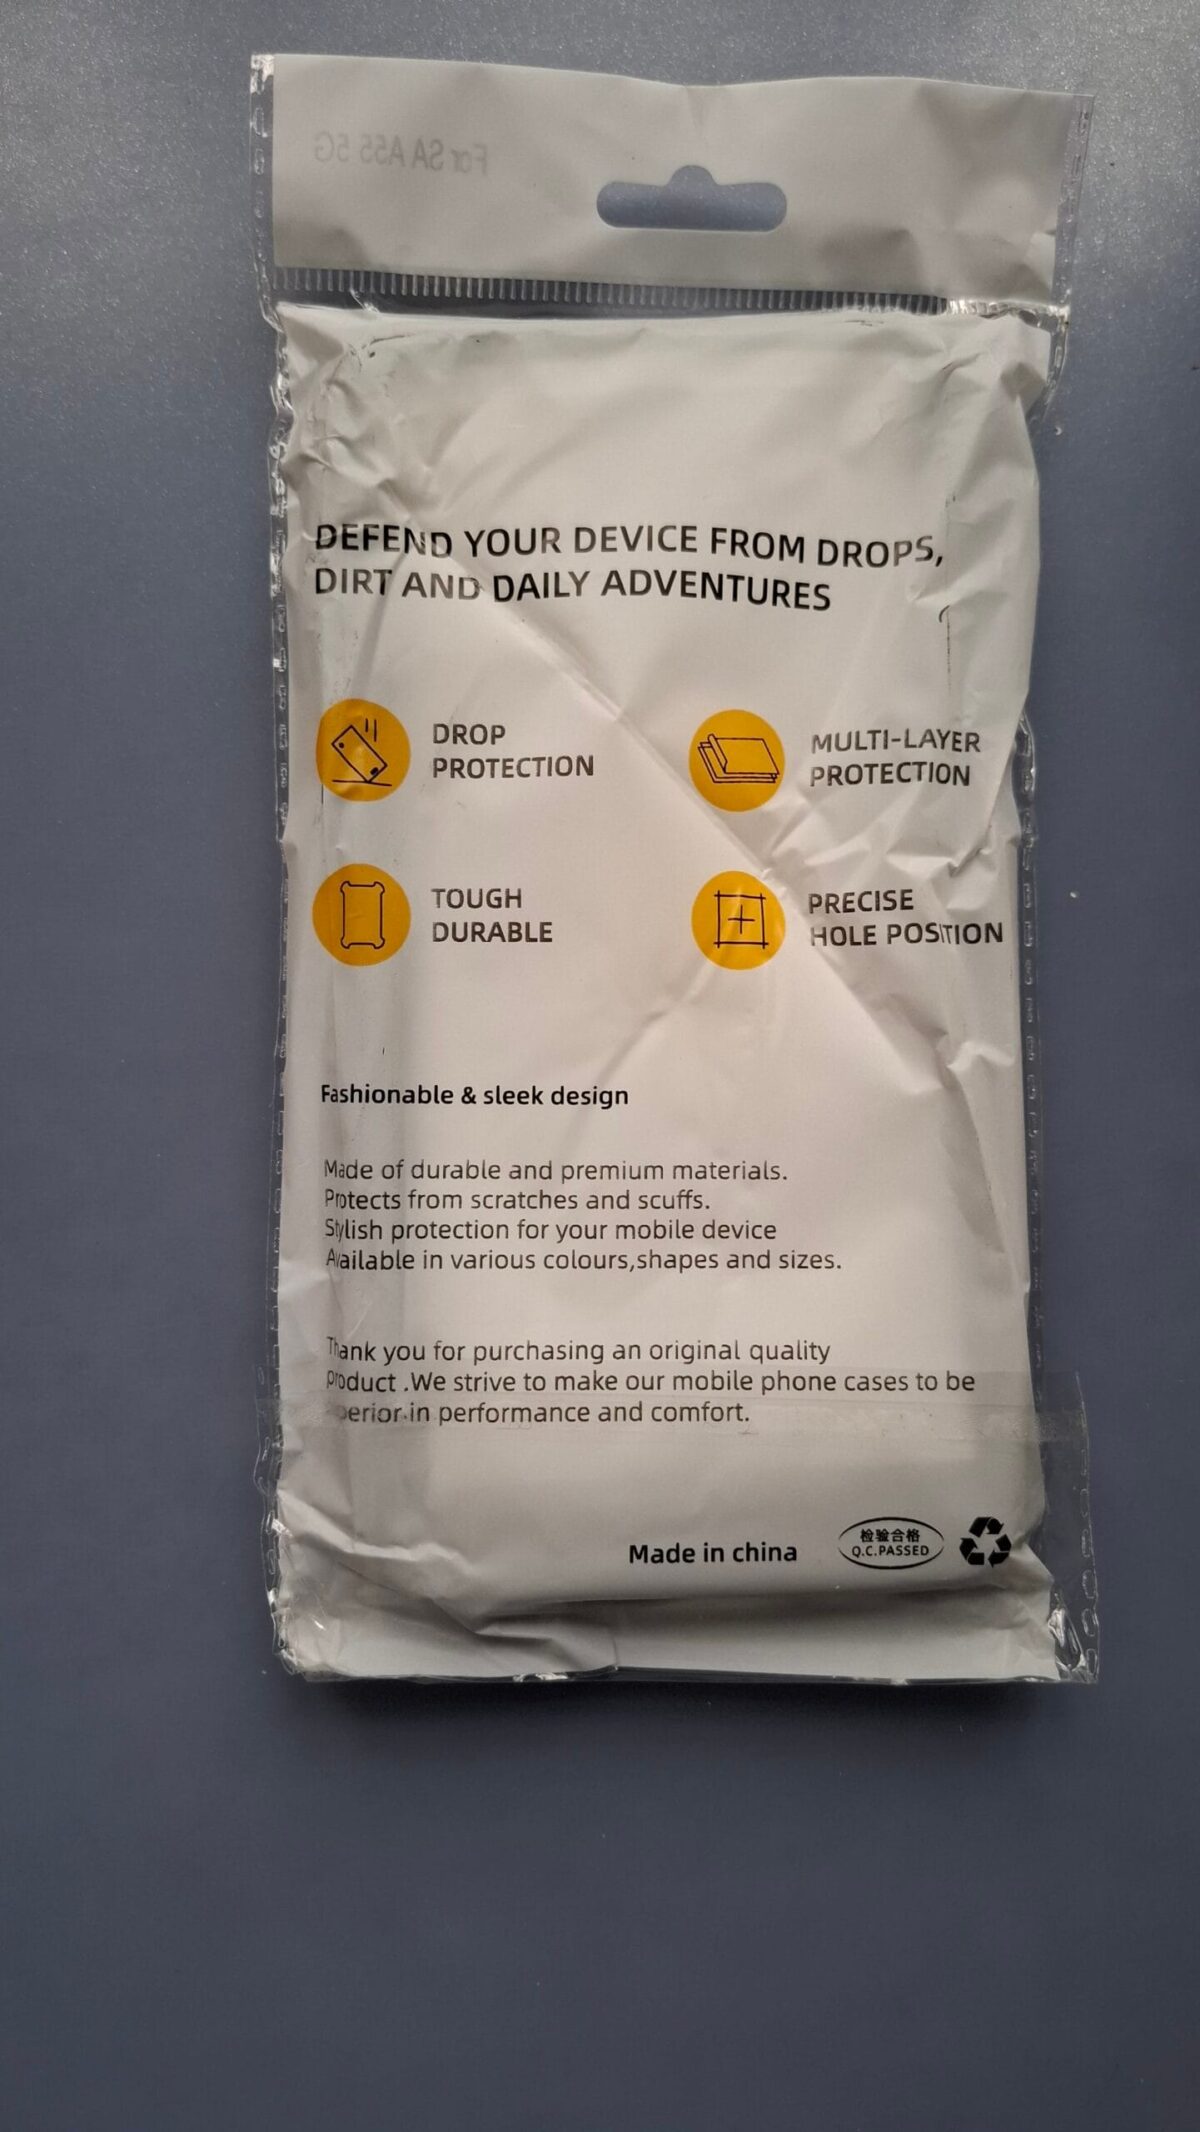 For SA A55 5G
DEFEND YOUR DEVICE FROM DROPS,
DIRT AND DAILY ADVENTURES
DROP
PROTECTION
MULTI-LAYER
PROTECTION
TOUGH
DURABLE
PRECISE
HOLE POSITION
Fashionable & sleek design
Made of durable and premium materials.
Protects from scratches and scuffs.
Stylish protection for your mobile device
Available in various colours,shapes and sizes.
Thank you for purchasing an original quality
product .We strive to make our mobile phone cases to be
perior.in performance and comfort.
Made in china
检验合格
Q.C.PASSED